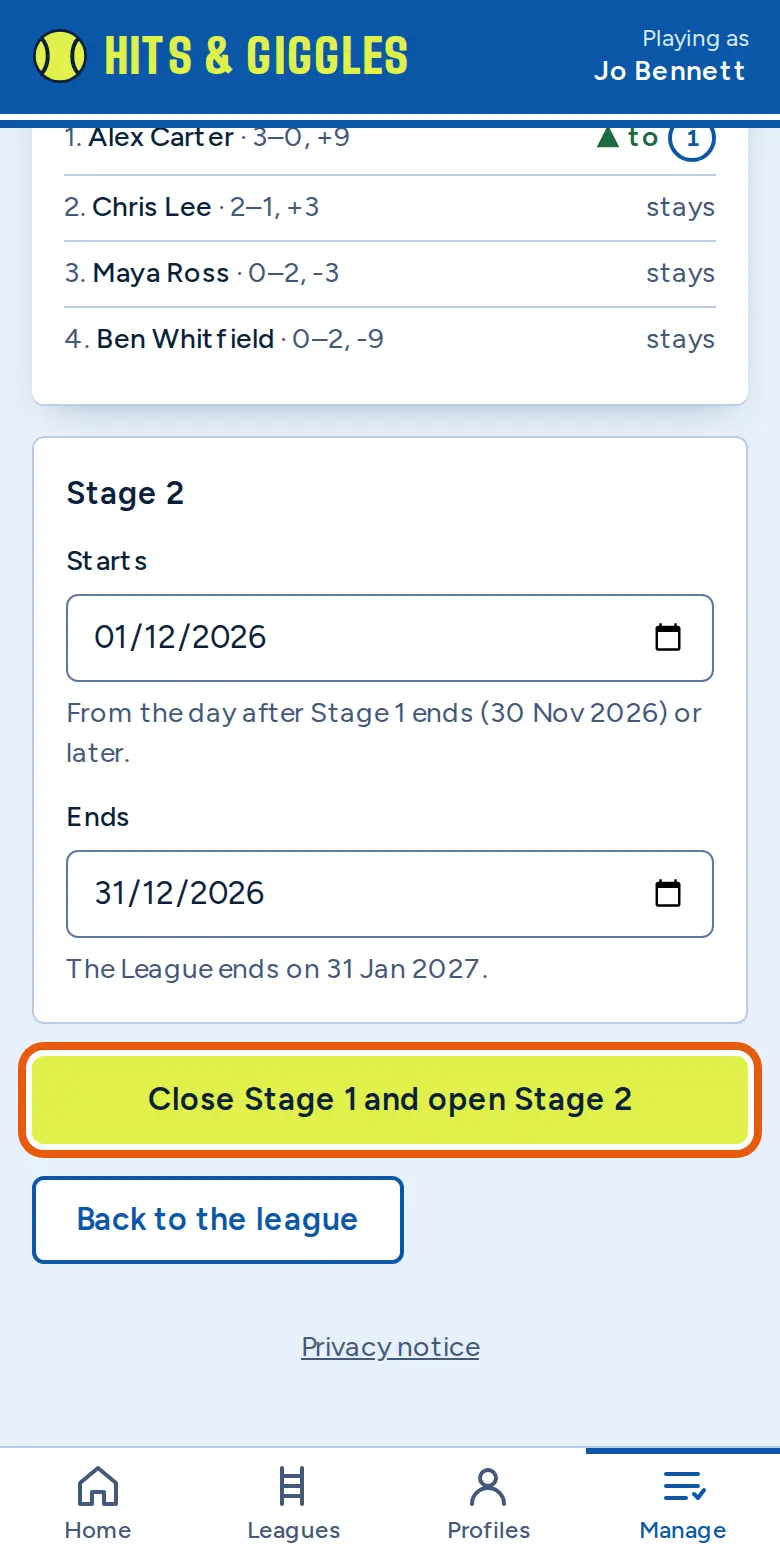 HITS & GIGGLES
Playing as
Jo Bennett
1. Alex Carter · 3–0, +9 ▲ to 1
2. Chris Lee · 2–1, +3 stays
3. Maya Ross · 0–2, -3 stays
4. Ben Whitfield · 0–2, -9 stays
Stage 2
Starts
01/12/2026
From the day after Stage 1 ends (30 Nov 2026) or
later.
Ends
31/12/2026
The League ends on 31 Jan 2027.
Close Stage 1 and open Stage 2
Back to the league
Privacy notice
Home Leagues Profiles Manage